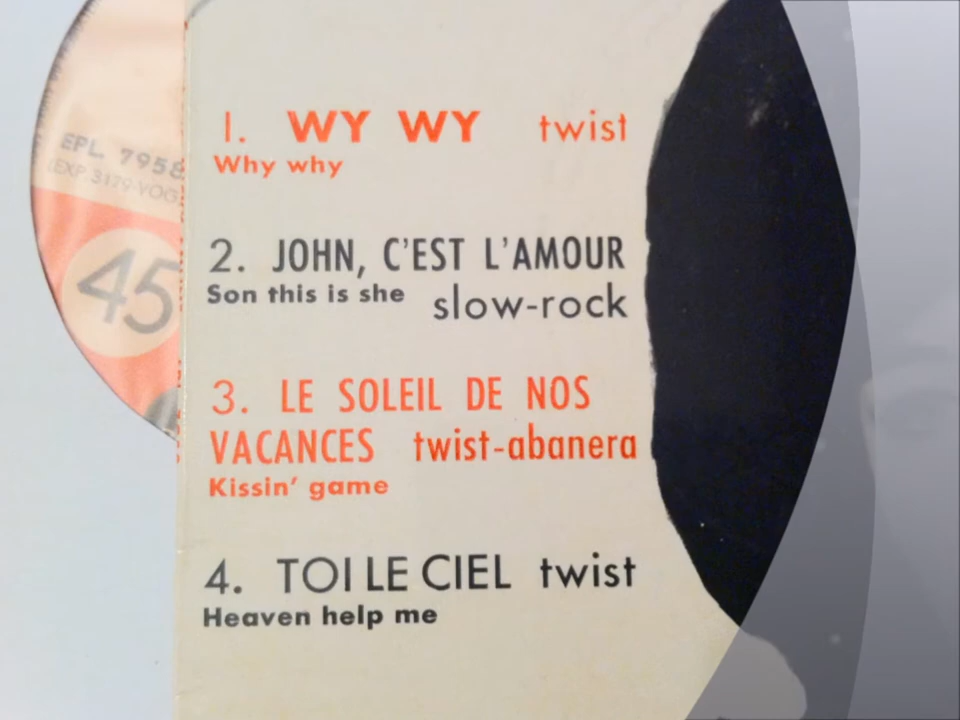 EPL 7958
(EXP 3179-VOG
45
1. WY WY twist
Why why
2. JOHN, C'EST L'AMOUR
Son this is she slow-rock
3. LE SOLEIL DE NOS
VACANCES twist-abanera
Kissin' game
4. TOI LE CIEL twist
Heaven help me